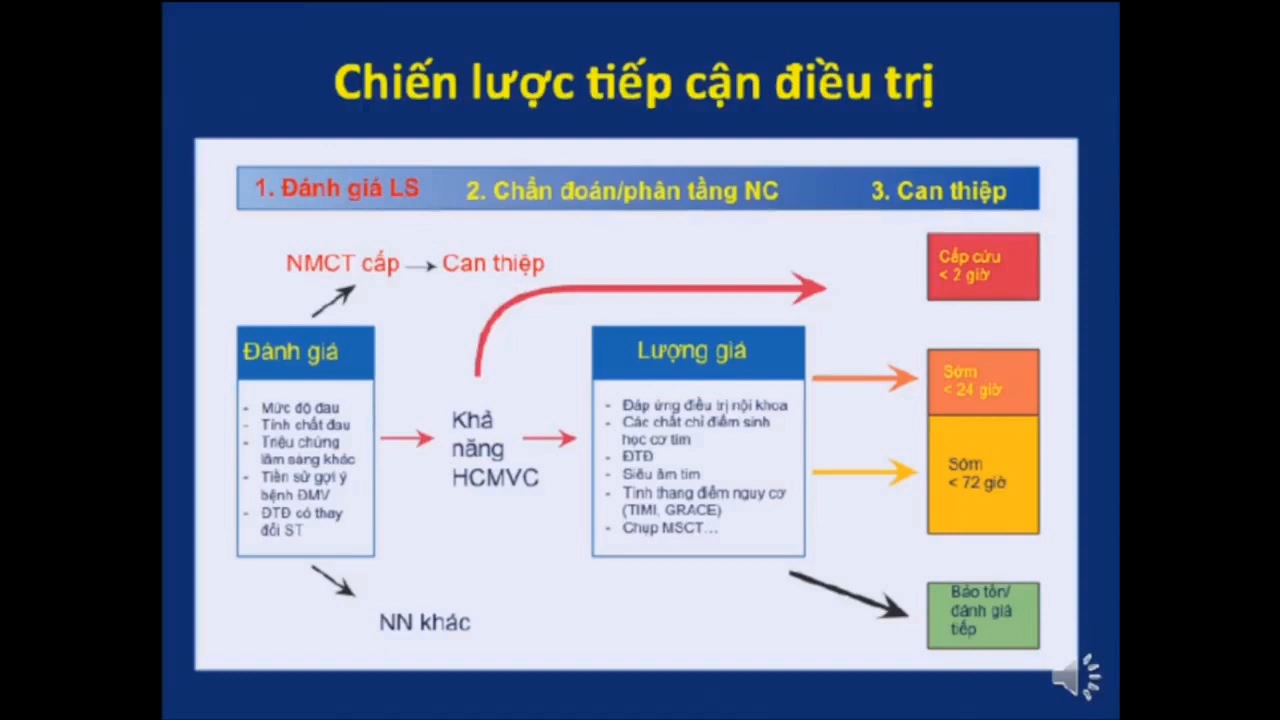 Chiến lược tiếp cận điều trị
1. Đánh giá LS
2. Chẩn đoán/phân tầng NC
3. Can thiệp
NMCT cấp
Can thiệp
Đánh giá
- Mức độ đau
- Tính chất đau
- Triệu chứng
lâm sàng khác
- Tiền sử gợi ý
bệnh ĐMV
- ĐTĐ có thay
đổi ST
NN khác
Khả
năng
HCMVC
Lượng giá
- Đáp ứng điều trị nội khoa
- Các chất chỉ điểm sinh
học cơ tim
- ĐTĐ
- Siêu âm tim
- Tính thang điểm nguy cơ
(TIMI, GRACE)
- Chụp MSCT...
Cấp cứu
< 2 giờ
Sớm
< 24 giờ
Sớm
< 72 giờ
Bảo tồn/
đánh giá
tiếp